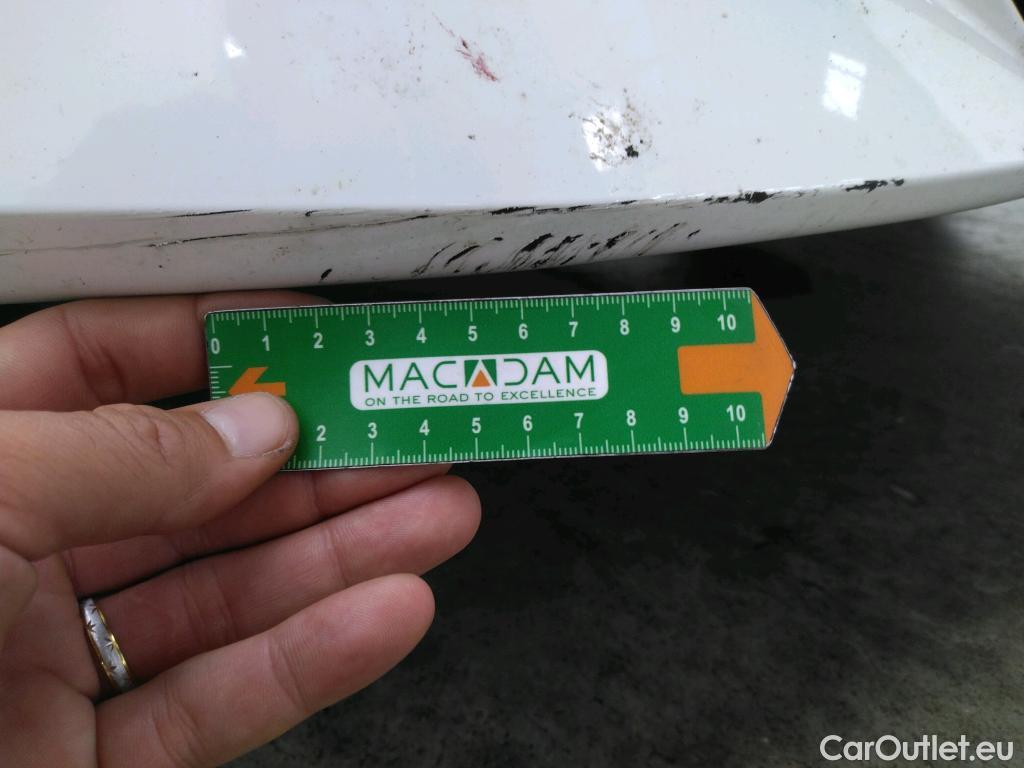 0 1 2 3 4 5 6 7 8 9 10
MACADAM
ON THE ROAD TO EXCELLENCE
2 3 4 5 6 7 8 9 10
CarOutlet.eu